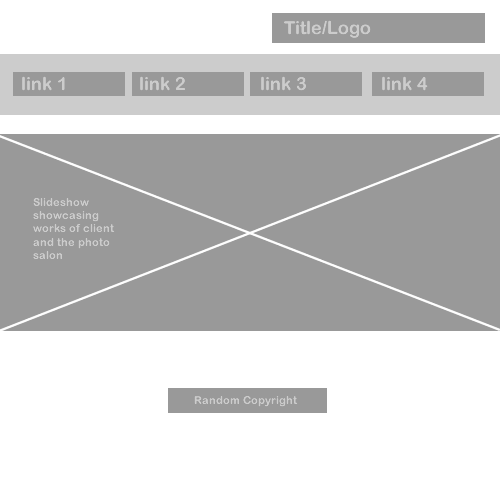 Title/Logo
link 1
link 2
link 3
link 4
Slideshow
showcasing
works of client
and the photo
salon
Random Copyright